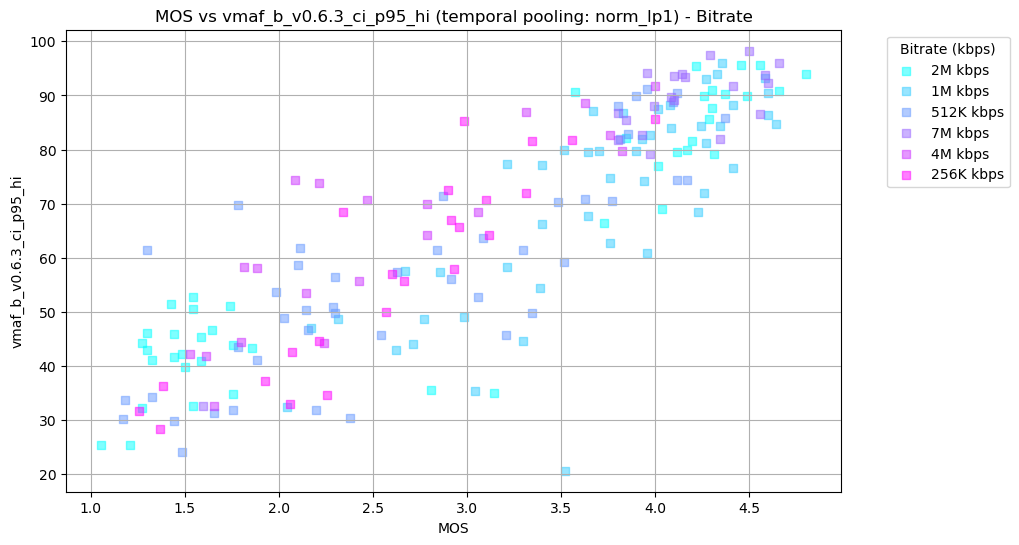 MOS vs vmaf_b_v0.6.3_ci_p95_hi (temporal pooling: norm_lp1) - Bitrate
vmaf_b_v0.6.3_ci_p95_hi
100
90
80
70
60
50
40
30
20
1.0 1.5 2.0 2.5 3.0 3.5 4.0 4.5
MOS
Bitrate (kbps)
2M kbps
1M kbps
512K kbps
7M kbps
4M kbps
256K kbps